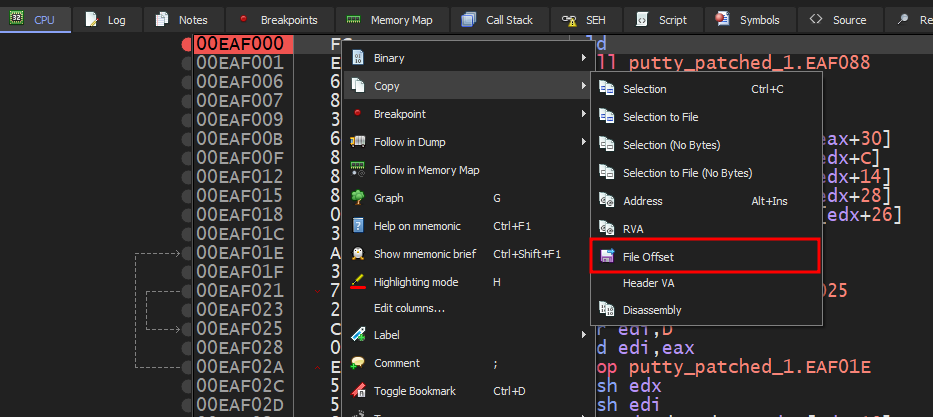 CPU Log Notes Breakpoints Memory Map Call Stack SEH Script Symbols Source Re
00EAF000 FC ld
00EAF001 E ll putty_patched_1.EAF088
00EAF006 6
00EAF007 8
00EAF009 3
00EAF00B 6 eax+30]
00EAF00F 8 edx+C]
00EAF012 8 edx+14]
00EAF015 8 edx+28]
00EAF018 0 edx+26]
00EAF01C 3
00EAF01E A
00EAF01F 3
00EAF021 7 025
00EAF023 2
00EAF025 C r edi,D
00EAF028 0 d edi,eax
00EAF02A E op putty_patched_1.EAF01E
00EAF02C 5 sh edx
00EAF02D 5 sh edi
Binary
Copy
Breakpoint
Follow in Dump
Follow in Memory Map
Graph G
Help on mnemonic Ctrl+F1
Show mnemonic brief Ctrl+Shift+F1
Highlighting mode H
Edit columns...
Label
Comment ;
Toggle Bookmark Ctrl+D
Selection Ctrl+C
Selection to File
Selection (No Bytes)
Selection to File (No Bytes)
Address Alt+Ins
RVA
File Offset
Header VA
Disassembly